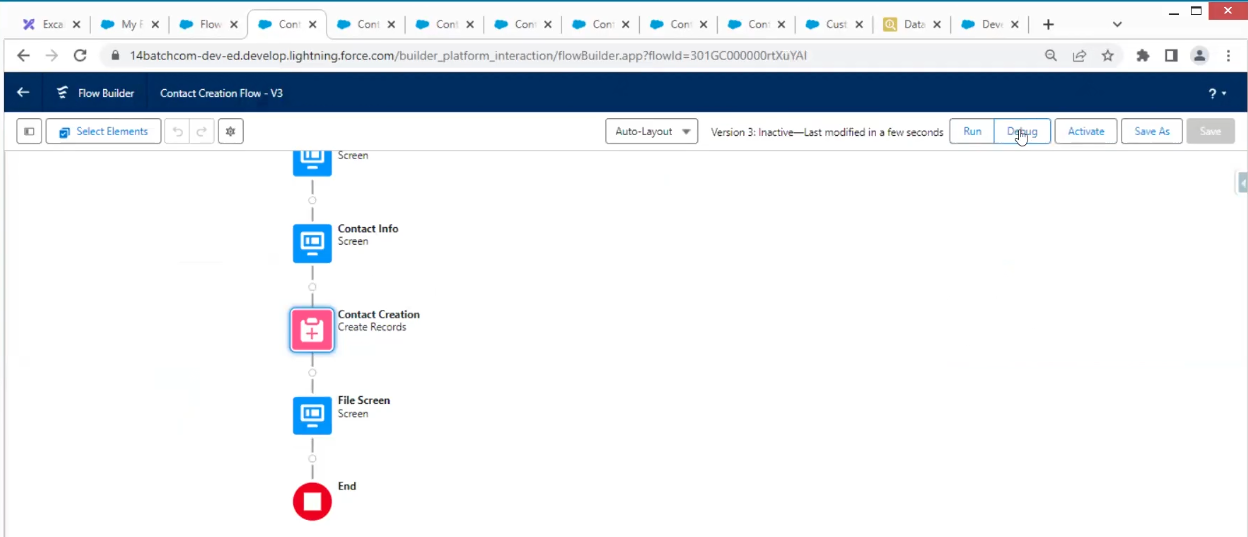 Exca
My E
Flow
Cont
Cont
Cont
Cont
Cont
Cont
Cont
Cust
Data
Deve
14batchcom-dev-ed.develop.lightning.force.com/builder_platform_interaction/flowBuilder.app?flowId=301GC000000rtXuYAI
Flow Builder
Contact Creation Flow - V3
?
Select Elements
Auto-Layout
Version 3: Inactive—Last modified in a few seconds
Run
Debug
Activate
Save As
Save
Screen
Contact Info
Screen
Contact Creation
Create Records
File Screen
Screen
End